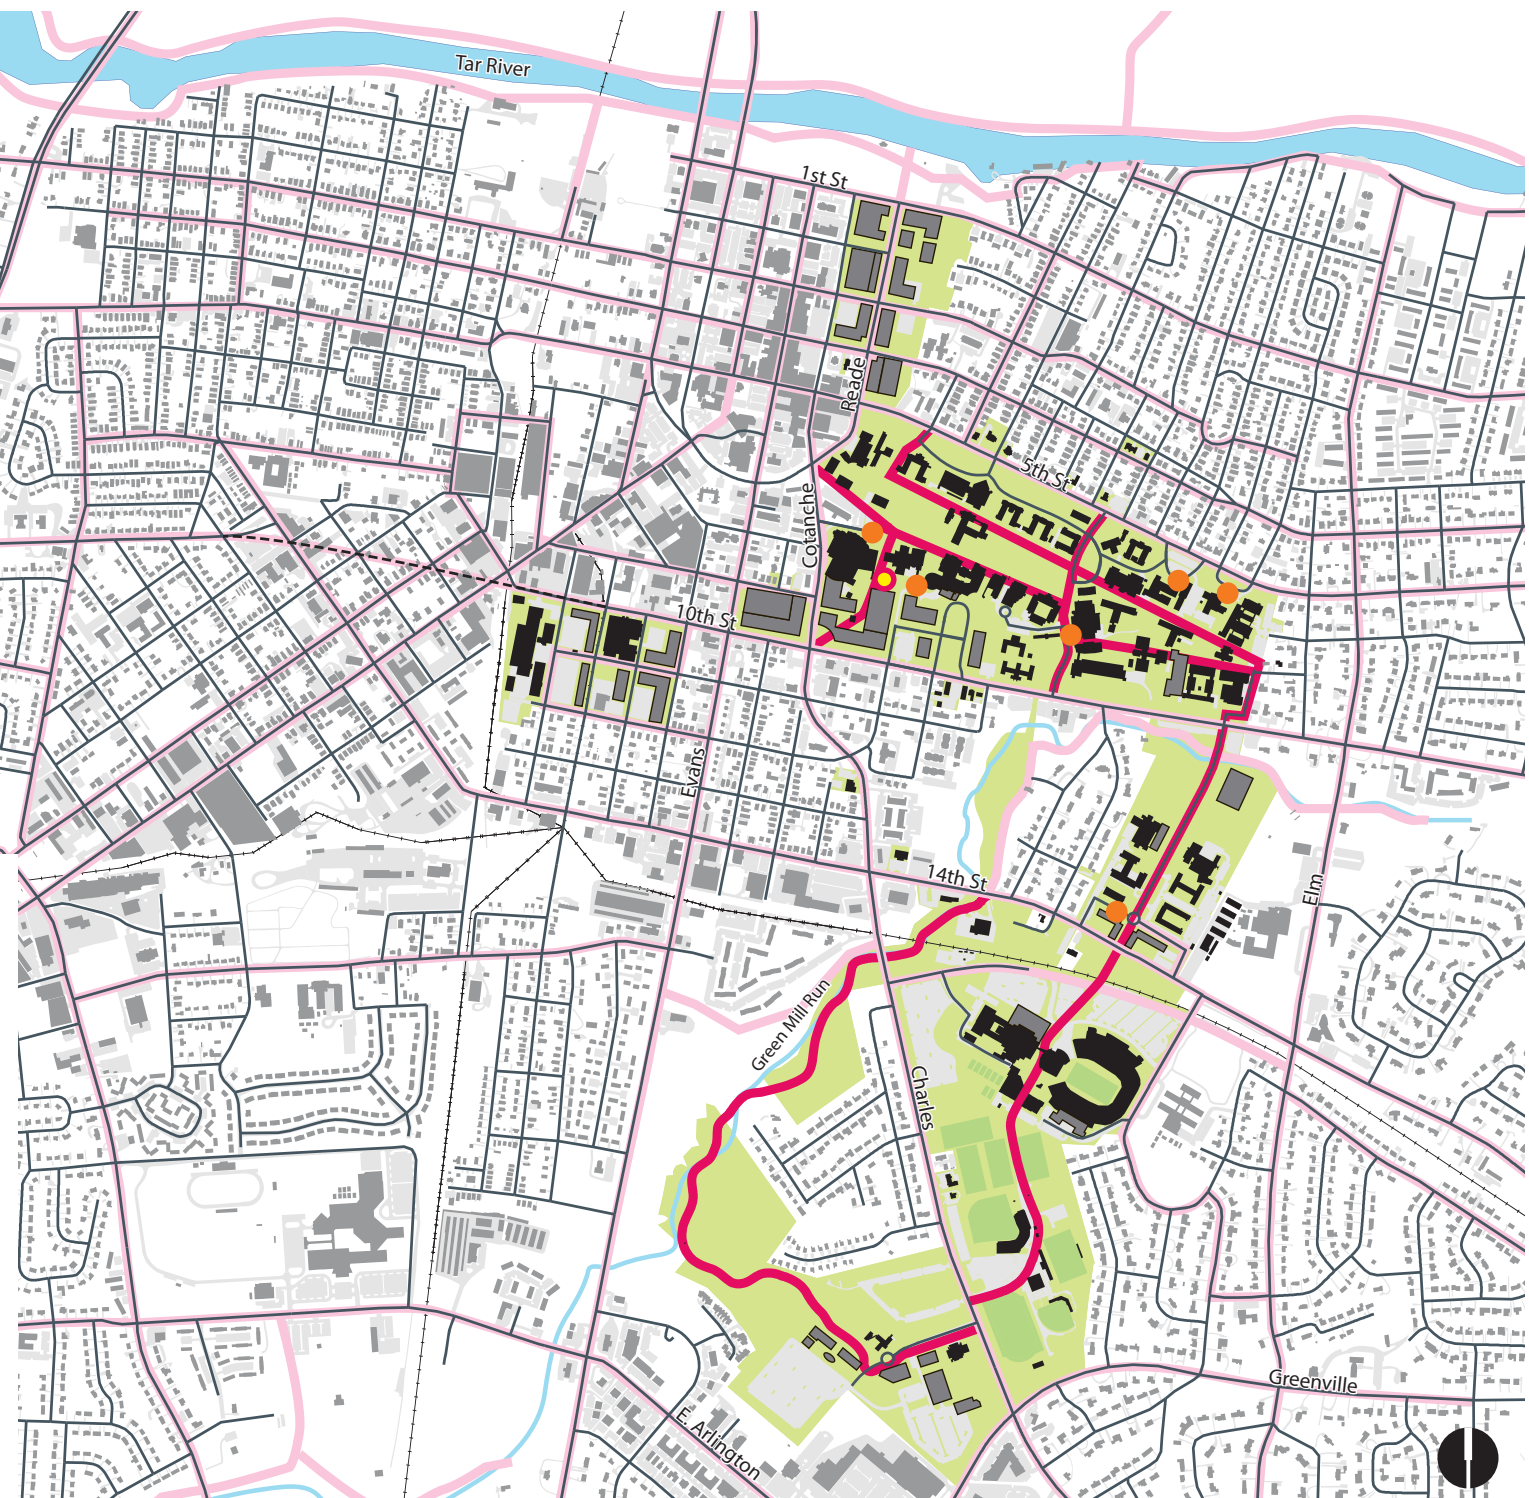 Tar River
1st St
Reade
5th St
Cotanche
10th St
Evans
14th St
Elm
Green Mill Run
Charles
Greenville
E. Arlington